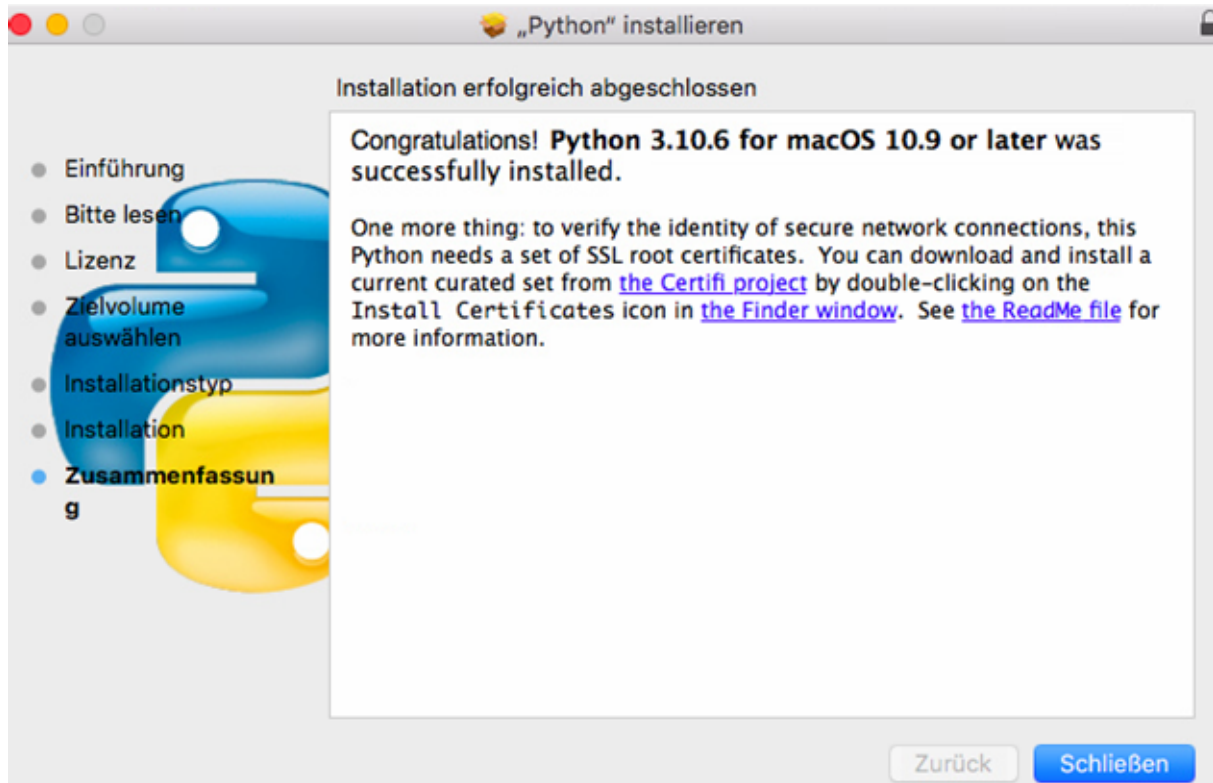 „Python“ installieren
Installation erfolgreich abgeschlossen
Einführung
Bitte lesen
Lizenz
Zielvolume
auswählen
Installationstyp
Installation
Zusammenfassun
g
Congratulations! Python 3.10.6 for macOS 10.9 or later was
successfully installed.
One more thing: to verify the identity of secure network connections, this
Python needs a set of SSL root certificates.  You can download and install a
current curated set from the Certifi project by double-clicking on the
Install Certificates icon in the Finder window.  See the ReadMe file for
more information.
Zurück
Schließen